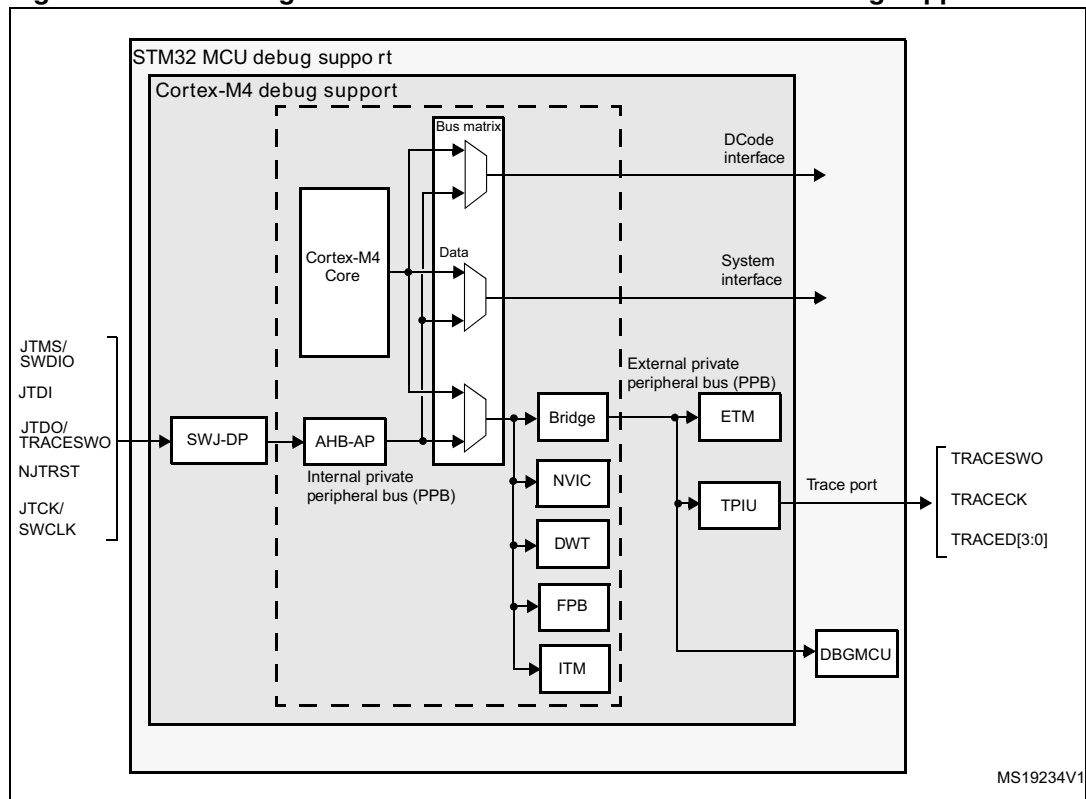 STM32 MCU debug suppo rt
Cortex-M4 debug support
Bus matrix
DCode
interface
Cortex-M4
Core
Data
System
interface
JTMS/
SWDIO
JTDI
JTDO/
TRACESWO
NJTRST
JTCK/
SWCLK
SWJ-DP
AHB-AP
Internal private
peripheral bus (PPB)
External private
peripheral bus (PPB)
Bridge
NVIC
DWT
FPB
ITM
ETM
TPIU
Trace port
DBGMCU
TRACESWO
TRACECK
TRACED[3:0]
MS19234V1